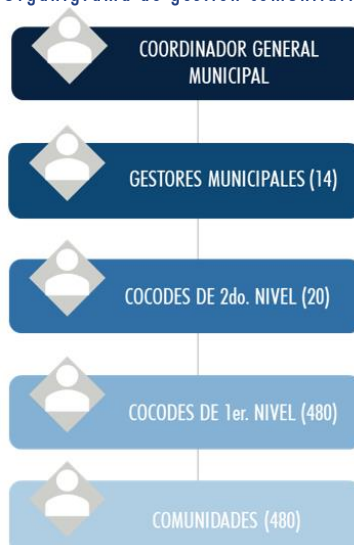 COORDINADOR GENERAL
MUNICIPAL
GESTORES MUNICIPALES (14)
COCODES DE 2do. NIVEL (20)
COCODES DE 1er. NIVEL (480)
COMUNIDADES (480)